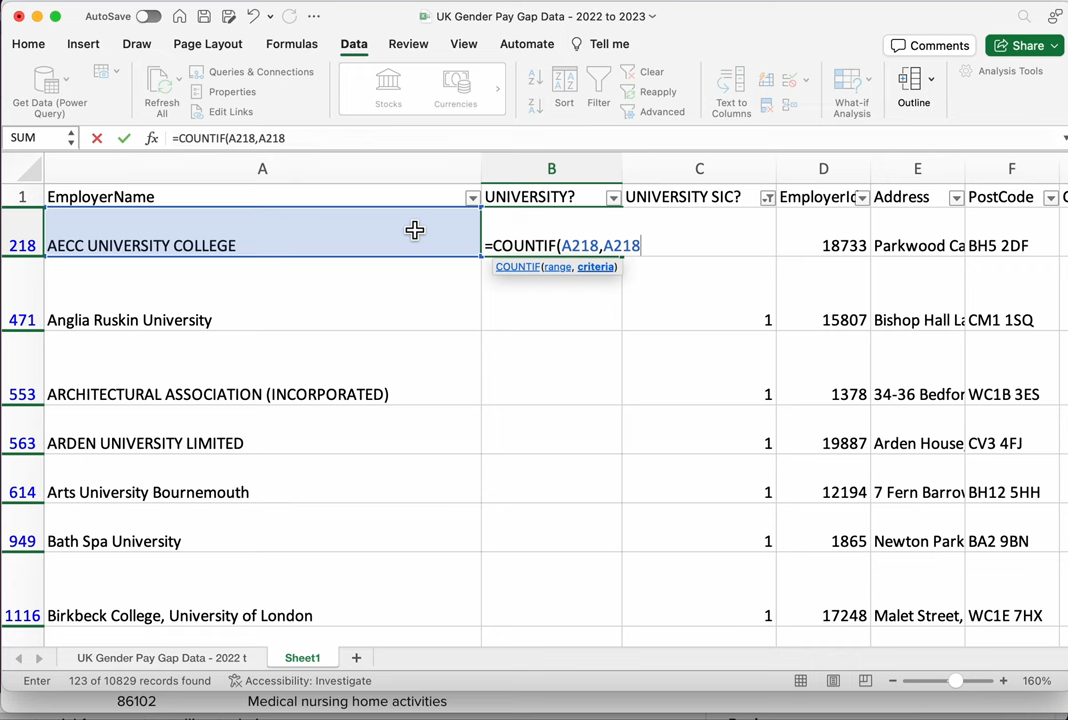 AutoSave
UK Gender Pay Gap Data - 2022 to 2023
Home Insert Draw Page Layout Formulas Data Review View Automate Tell me Comments Share
Get Data (Power Query)
Refresh All
Queries & Connections
Properties
Edit Links
Stocks
Currencies
Sort
Filter
Clear
Reapply
Advanced
Text to Columns
What-if Analysis
Outline
Analysis Tools
SUM fx =COUNTIF(A218,A218
A B C D E F
1 EmployerName UNIVERSITY? UNIVERSITY SIC? EmployerId Address PostCode
218 AECC UNIVERSITY COLLEGE =COUNTIF(A218,A218 18733 Parkwood Ca BH5 2DF
COUNTIF(range, criteria)
471 Anglia Ruskin University 1 15807 Bishop Hall La CM1 1SQ
553 ARCHITECTURAL ASSOCIATION (INCORPORATED) 1 1378 34-36 Bedfor WC1B 3ES
563 ARDEN UNIVERSITY LIMITED 1 19887 Arden House, CV3 4FJ
614 Arts University Bournemouth 1 12194 7 Fern Barrow BH12 5HH
949 Bath Spa University 1 1865 Newton Park BA2 9BN
1116 Birkbeck College, University of London 1 17248 Malet Street, WC1E 7HX
UK Gender Pay Gap Data - 2022 t Sheet1
Enter 123 of 10829 records found Accessibility: Investigate 160%
86102 Medical nursing home activities